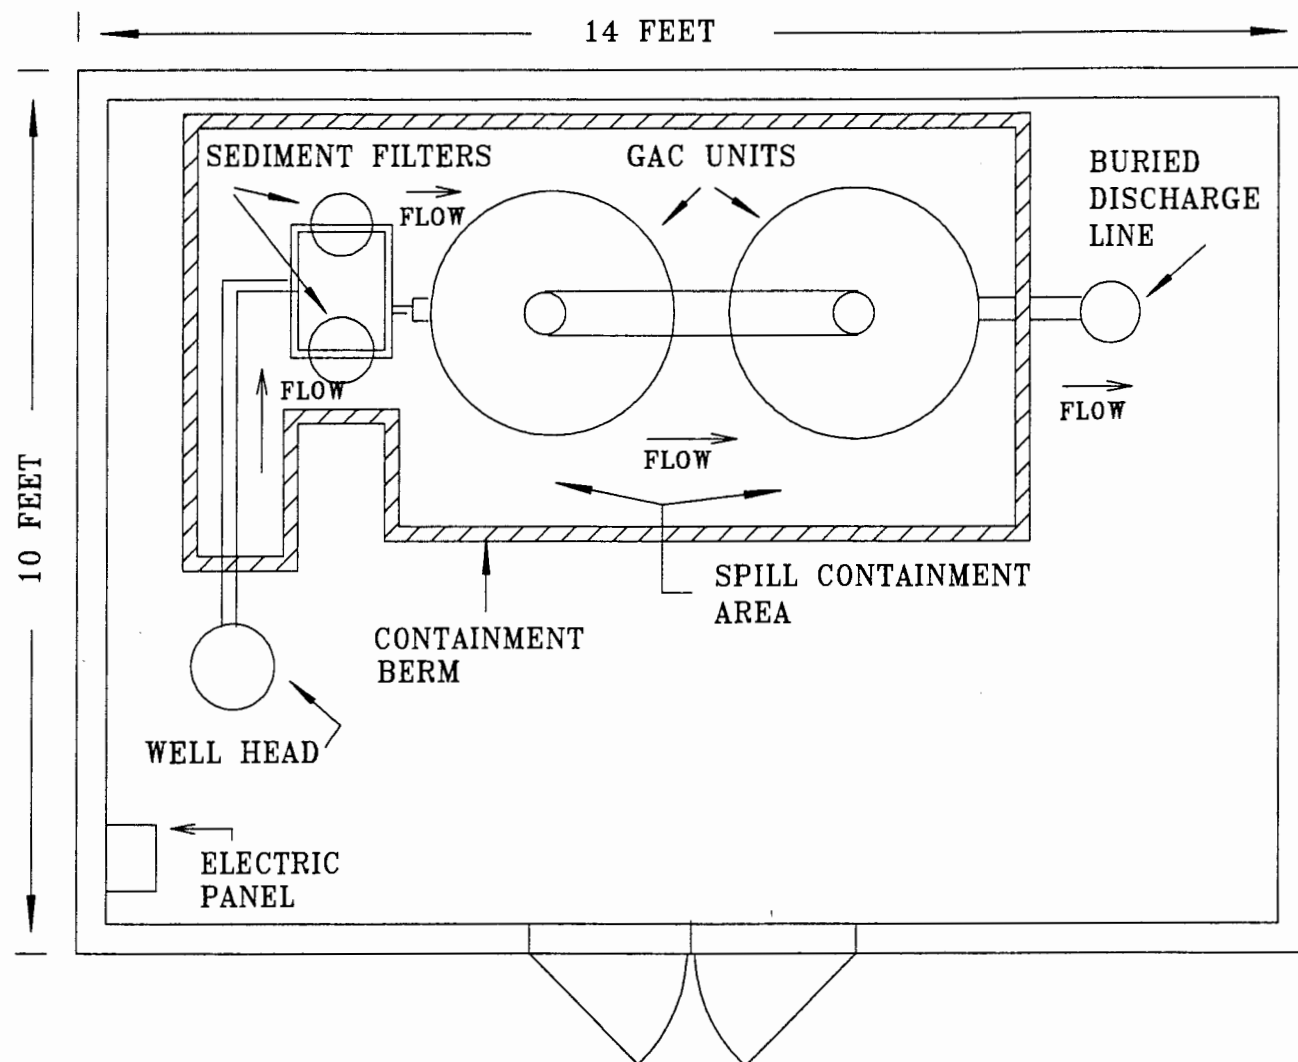 14 FEET
SEDIMENT FILTERS
GAC UNITS
BURIED
DISCHARGE
LINE
FLOW
FLOW
FLOW
FLOW
10 FEET
SPILL CONTAINMENT
AREA
CONTAINMENT
BERM
WELL HEAD
ELECTRIC
PANEL